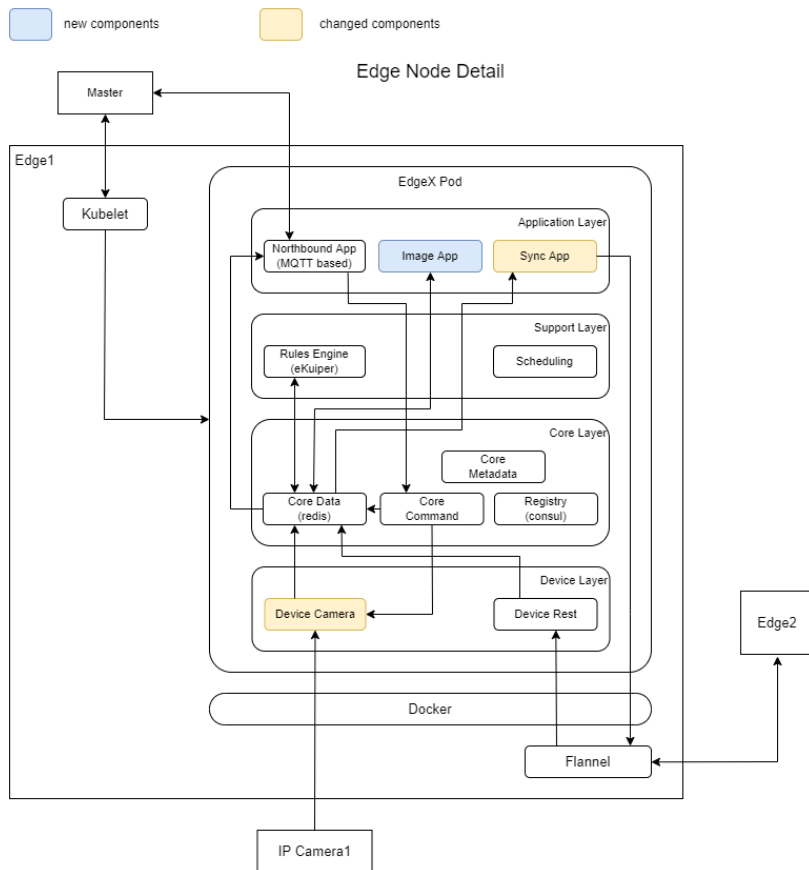 new components
changed components
Edge Node Detail
Master
Edge1
Kubelet
EdgeX Pod
Application Layer
Northbound App
(MQTT based)
Image App
Sync App
Support Layer
Rules Engine
(eKuiper)
Scheduling
Core Layer
Core
Metadata
Core Data
(redis)
Core
Command
Registry
(consul)
Device Layer
Device Camera
Device Rest
Edge2
Docker
Flannel
IP Camera1